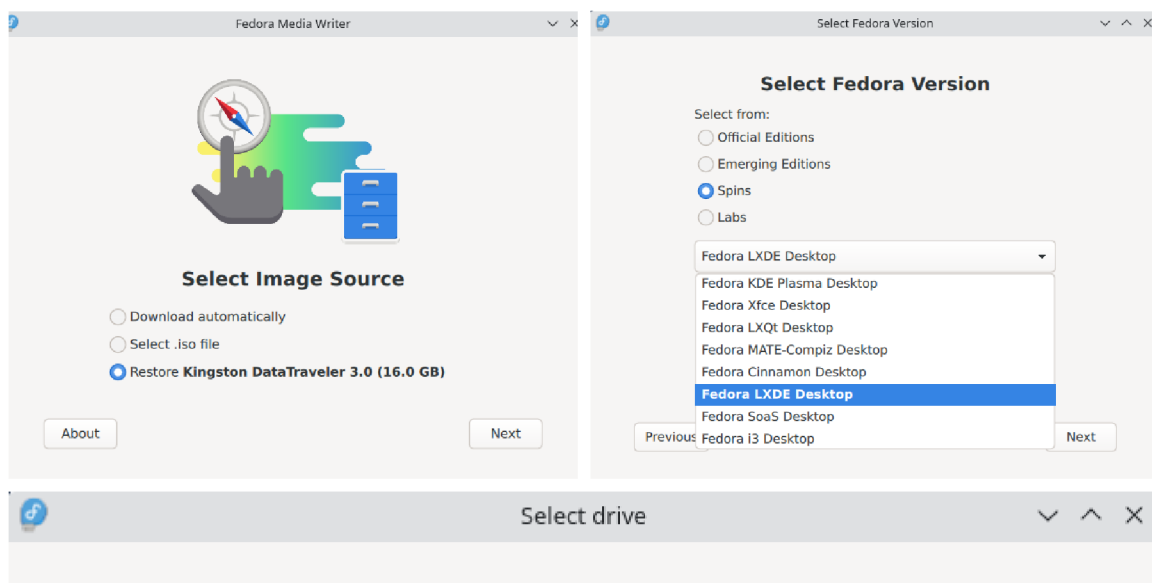 Fedora Media Writer
Select Image Source
Download automatically
Select .iso file
Restore Kingston DataTraveler 3.0 (16.0 GB)
About
Next
Select Fedora Version
Select Fedora Version
Select from:
Official Editions
Emerging Editions
Spins
Labs
Fedora LXDE Desktop
Fedora KDE Plasma Desktop
Fedora Xfce Desktop
Fedora LXQt Desktop
Fedora MATE-Compiz Desktop
Fedora Cinnamon Desktop
Fedora LXDE Desktop
Fedora SoaS Desktop
Fedora i3 Desktop
Previous
Next
Select drive